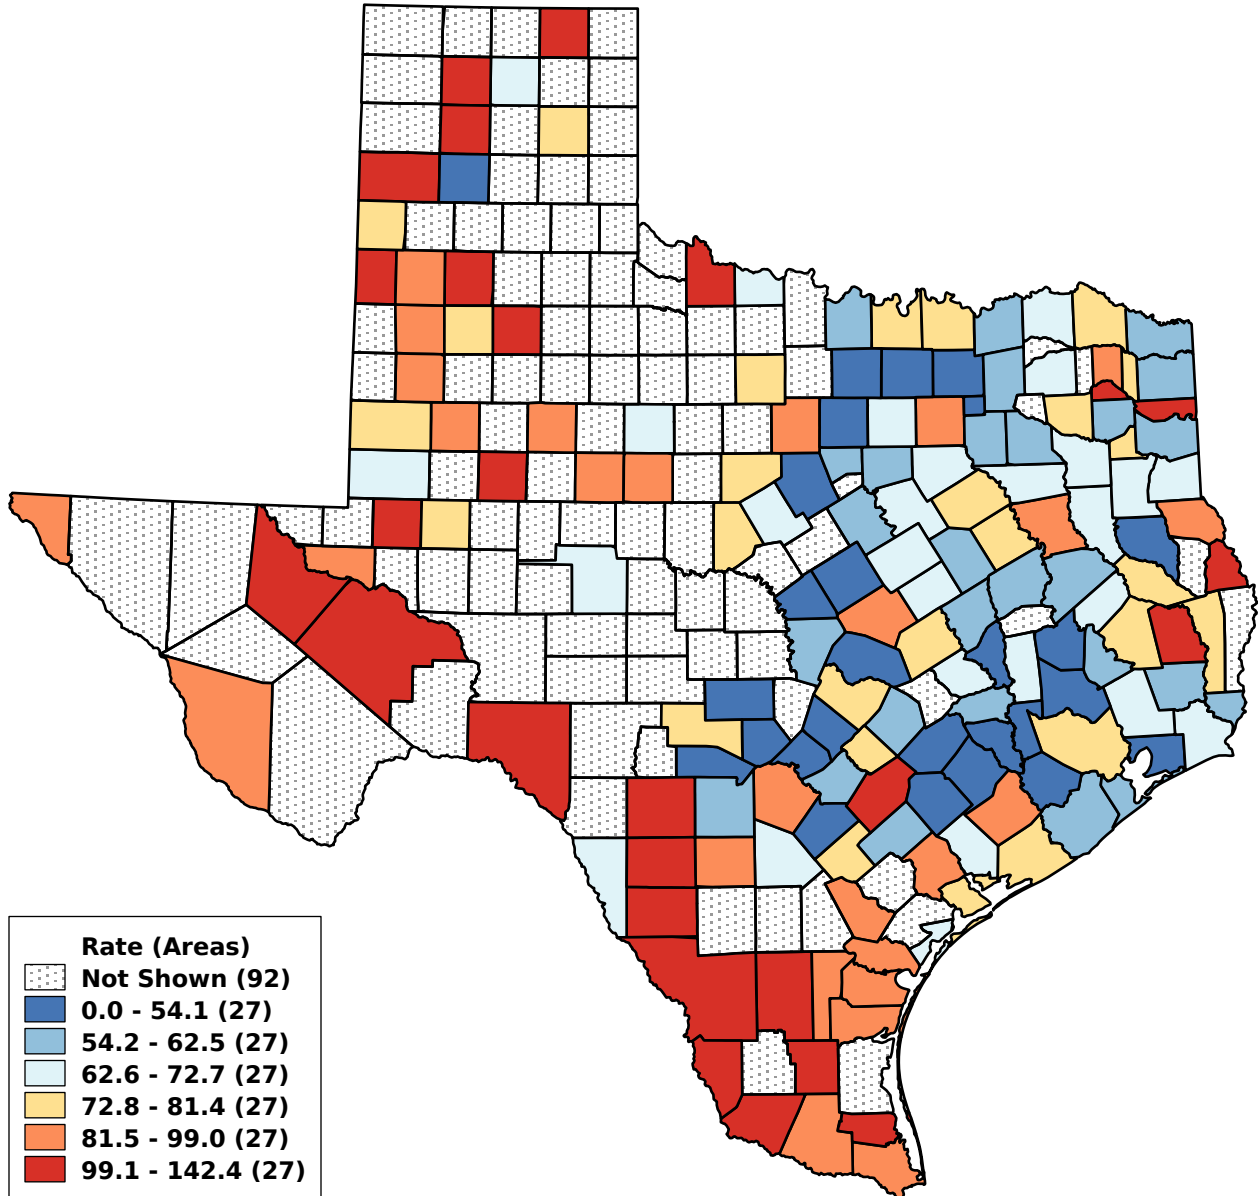 Rate (Areas)
Not Shown (92)
0.0 - 54.1 (27)
54.2 - 62.5 (27)
62.6 - 72.7 (27)
72.8 - 81.4 (27)
81.5 - 99.0 (27)
99.1 - 142.4 (27)